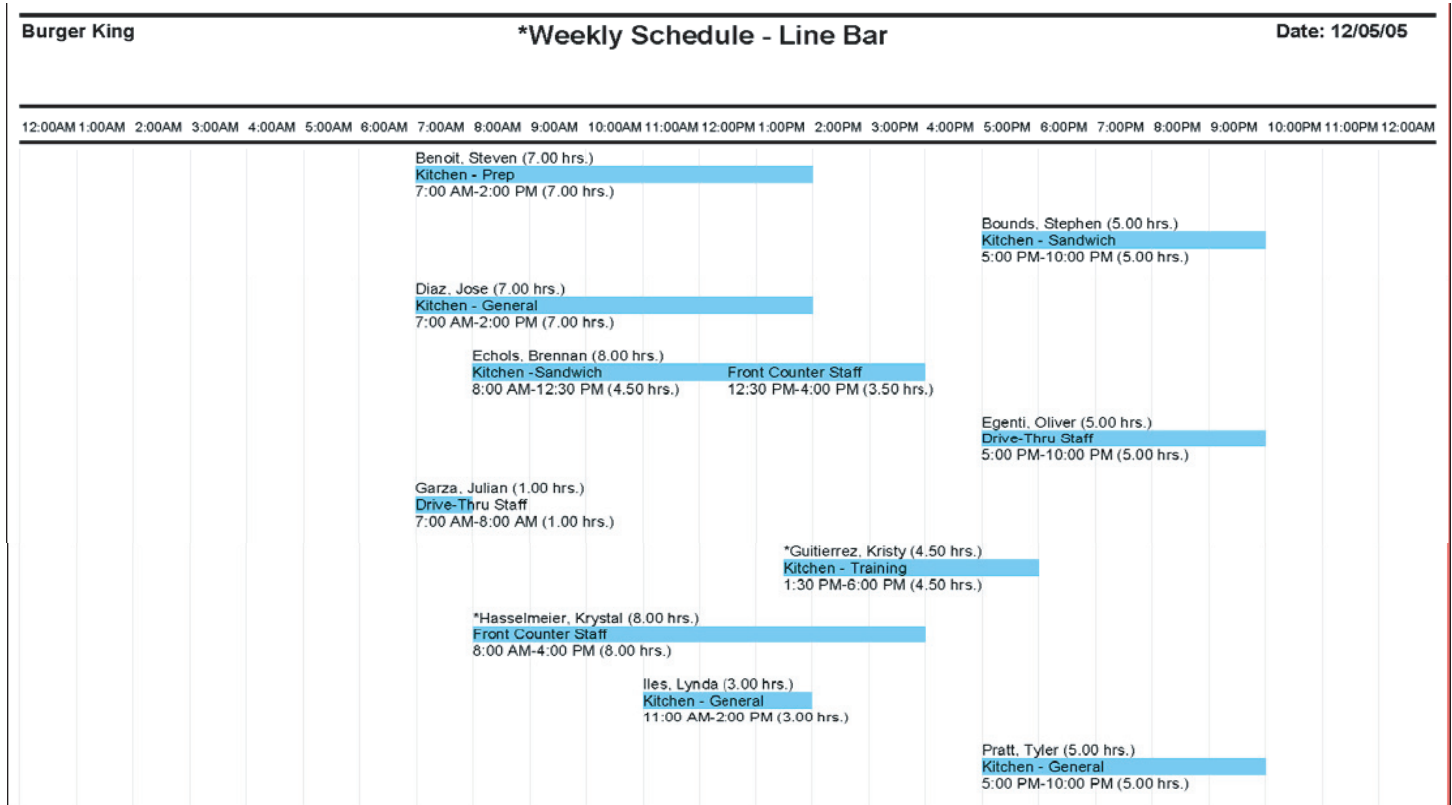 Burger King
*Weekly Schedule - Line Bar
Date: 12/05/05
12:00AM 1:00AM 2:00AM 3:00AM 4:00AM 5:00AM 6:00AM 7:00AM 8:00AM 9:00AM 10:00AM 11:00AM 12:00PM 1:00PM 2:00PM 3:00PM 4:00PM 5:00PM 6:00PM 7:00PM 8:00PM 9:00PM 10:00PM 11:00PM 12:00AM
Benoit, Steven (7.00 hrs.)
Kitchen - Prep
7:00 AM-2:00 PM (7.00 hrs.)
Bounds, Stephen (5.00 hrs.)
Kitchen - Sandwich
5:00 PM-10:00 PM (5.00 hrs.)
Diaz, Jose (7.00 hrs.)
Kitchen - General
7:00 AM-2:00 PM (7.00 hrs.)
Echols, Brennan (8.00 hrs.)
Kitchen -Sandwich Front Counter Staff
8:00 AM-12:30 PM (4.50 hrs.) 12:30 PM-4:00 PM (3.50 hrs.)
Egenti, Oliver (5.00 hrs.)
Drive-Thru Staff
5:00 PM-10:00 PM (5.00 hrs.)
Garza, Julian (1.00 hrs.)
Drive-Thru Staff
7:00 AM-8:00 AM (1.00 hrs.)
*Guitierrez, Kristy (4.50 hrs.)
Kitchen - Training
1:30 PM-6:00 PM (4.50 hrs.)
*Hasselmeier, Krystal (8.00 hrs.)
Front Counter Staff
8:00 AM-4:00 PM (8.00 hrs.)
Iles, Lynda (3.00 hrs.)
Kitchen - General
11:00 AM-2:00 PM (3.00 hrs.)
Pratt, Tyler (5.00 hrs.)
Kitchen - General
5:00 PM-10:00 PM (5.00 hrs.)